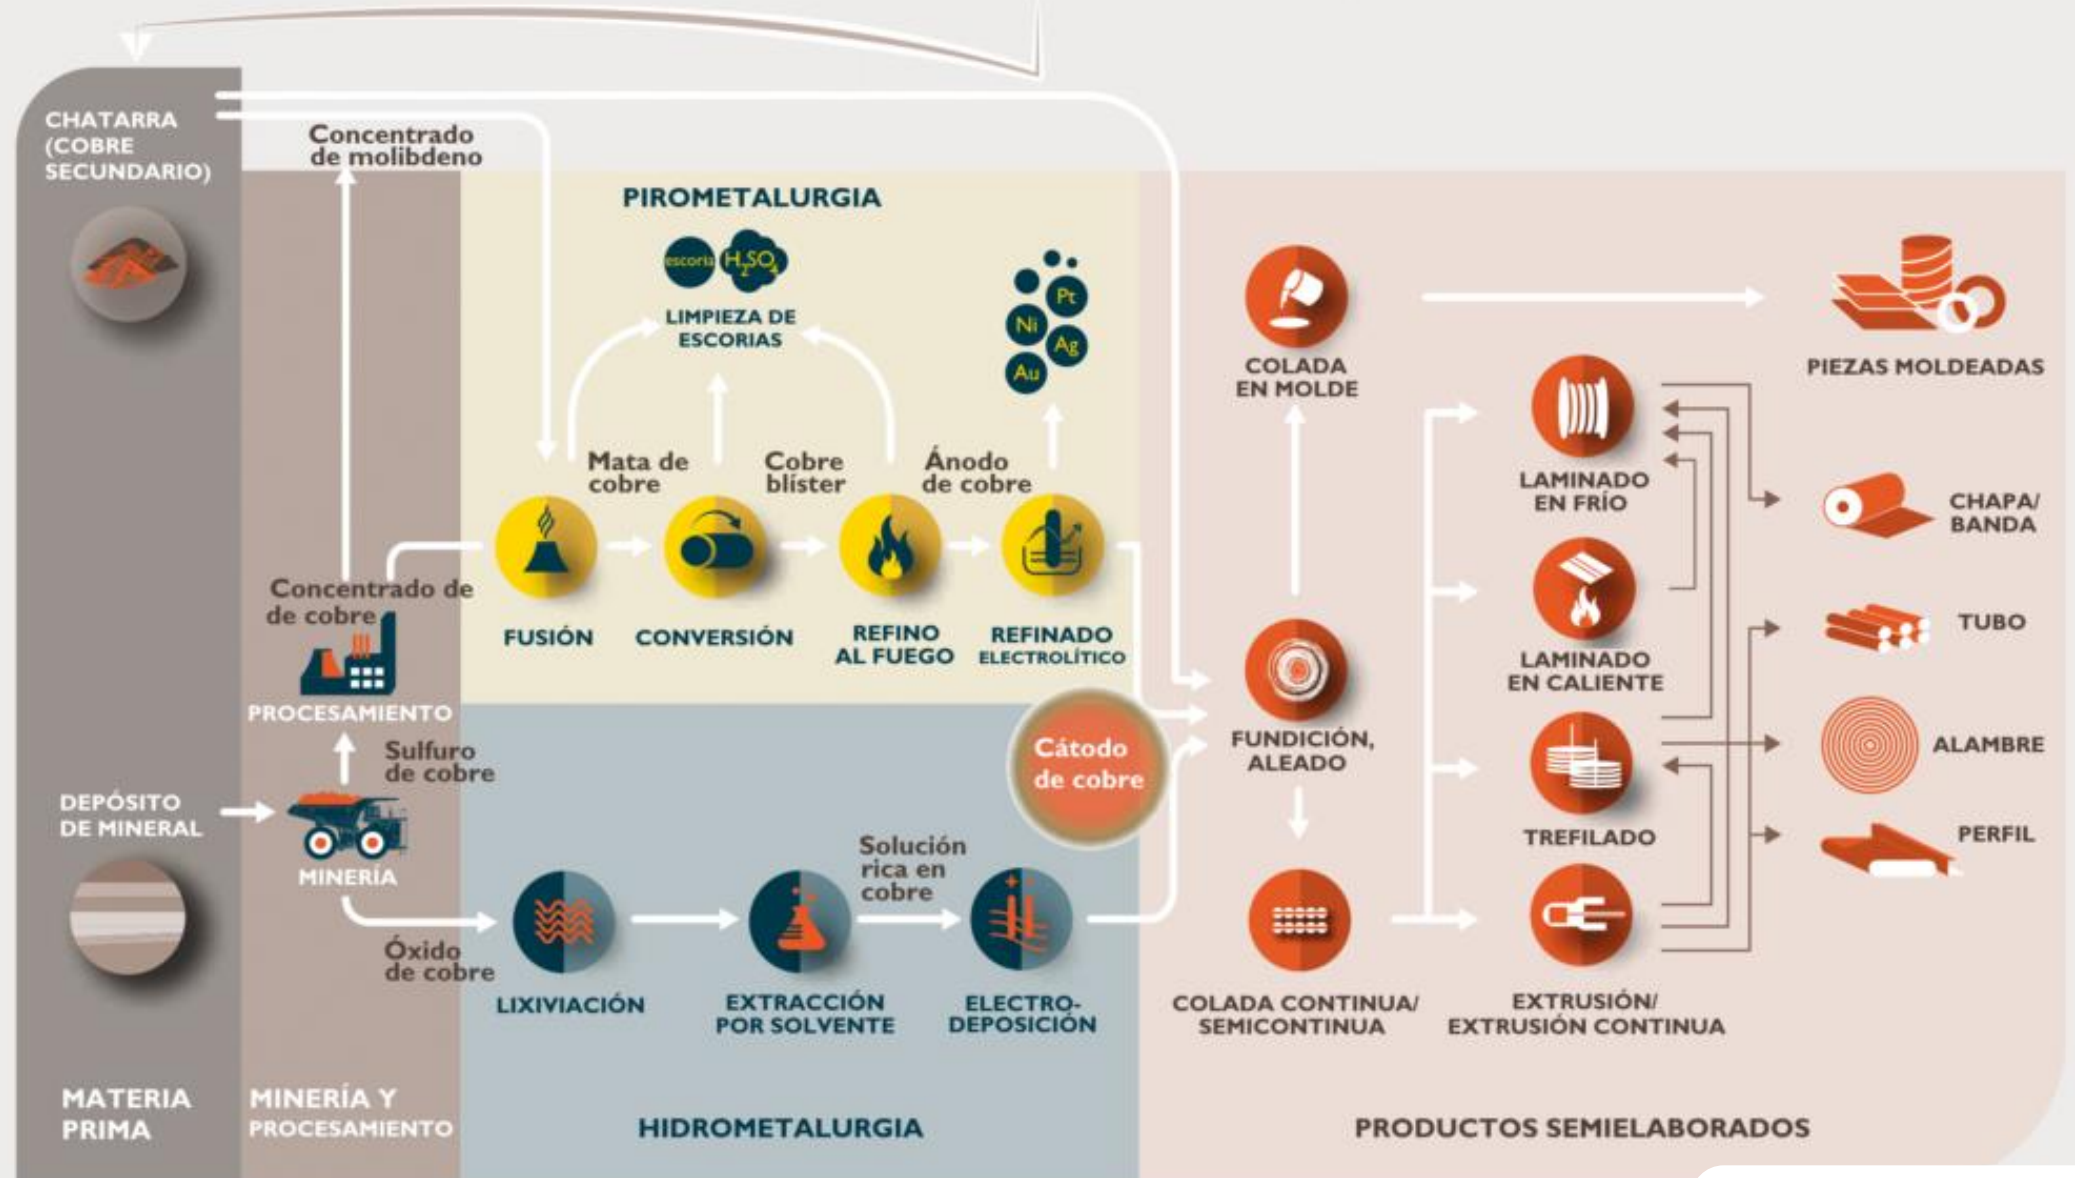 CHATARRA
(COBRE
SECUNDARIO)
DEPÓSITO
DE MINERAL
MATERIA
PRIMA
Concentrado
de molibdeno
Concentrado de
de cobre
PROCESAMIENTO
Sulfuro
de cobre
MINERÍA
Óxido
de cobre
MINERÍA Y
PROCESAMIENTO
PIROMETALURGIA
escoria
H2SO4
LIMPIEZA DE
ESCORIAS
Pt
Ni
Ag
Au
Mata de
cobre
Cobre
blíster
Ánodo
de cobre
FUSIÓN
CONVERSIÓN
REFINO
AL FUEGO
REFINADO
ELECTROLÍTICO
Cátodo
de cobre
Solución
rica en
cobre
LIXIVIACIÓN
EXTRACCIÓN
POR SOLVENTE
ELECTRO-
DEPOSICIÓN
HIDROMETALURGIA
COLADA
EN MOLDE
FUNDICIÓN,
ALEADO
COLADA CONTINUA/
SEMICONTINUA
LAMINADO
EN FRÍO
LAMINADO
EN CALIENTE
TREFILADO
EXTRUSIÓN/
EXTRUSIÓN CONTINUA
PIEZAS MOLDEADAS
CHAPA/
BANDA
TUBO
ALAMBRE
PERFIL
PRODUCTOS SEMIELABORADOS